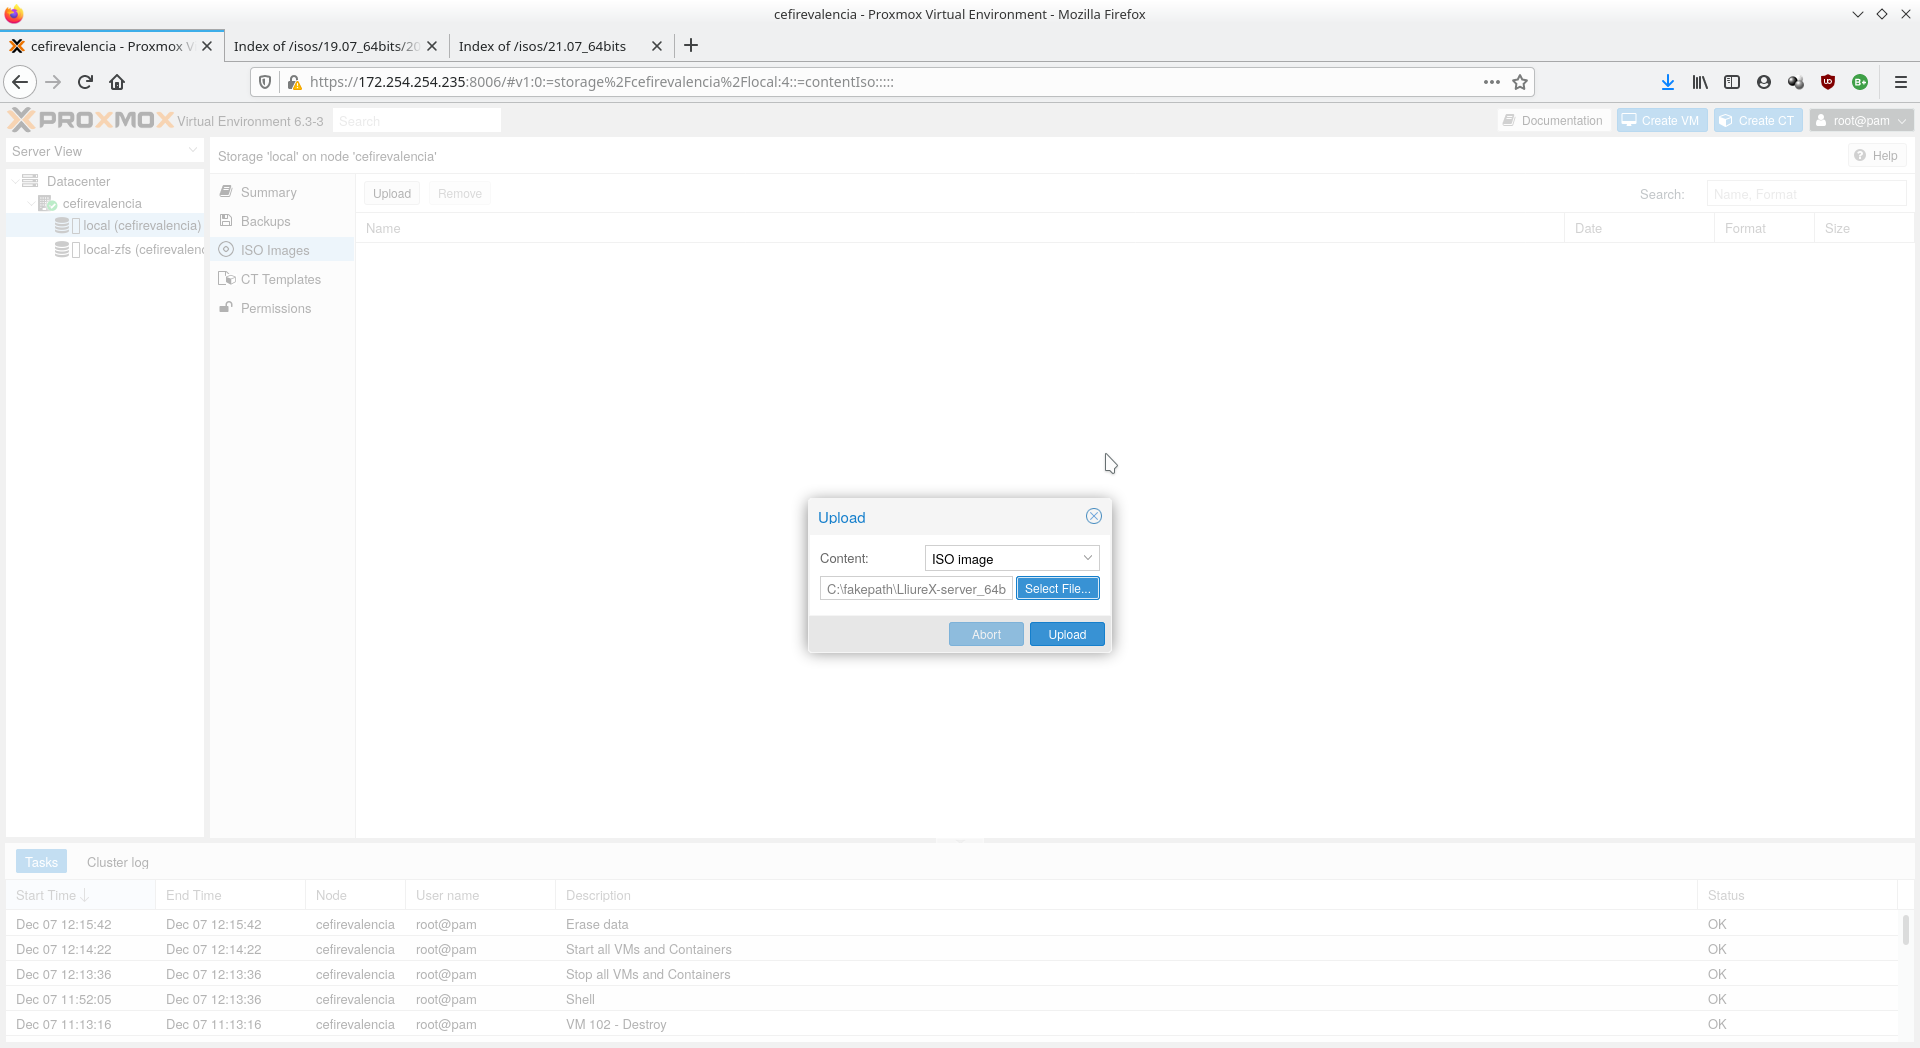 cefirevalencia - Proxmox Virtual Environment - Mozilla Firefox
cefirevalencia - Proxmox V
Index of /isos/19.07_64bits/20
Index of /isos/21.07_64bits
https://172.254.254.235:8006/#v1:0:=storage%2Fcefirevalencia%2Flocal:4::=contentIso:::::
PROXMOX Virtual Environment 6.3-3
Search
Documentation
Create VM
Create CT
root@pam
Server View
Storage 'local' on node 'cefirevalencia'
Help
Datacenter
cefirevalencia
local (cefirevalencia)
local-zfs (cefirevalenc
Summary
Backups
ISO Images
CT Templates
Permissions
Upload
Remove
Search:
Name, Format
Name
Date
Format
Size
Upload
Content:
ISO image
C:\fakepath\LliureX-server_64b
Select File...
Abort
Upload
Tasks
Cluster log
Start Time End Time Node User name Description Status
Dec 07 12:15:42 Dec 07 12:15:42 cefirevalencia root@pam Erase data OK
Dec 07 12:14:22 Dec 07 12:14:22 cefirevalencia root@pam Start all VMs and Containers OK
Dec 07 12:13:36 Dec 07 12:13:36 cefirevalencia root@pam Stop all VMs and Containers OK
Dec 07 11:52:05 Dec 07 12:13:36 cefirevalencia root@pam Shell OK
Dec 07 11:13:16 Dec 07 11:13:16 cefirevalencia root@pam VM 102 - Destroy OK